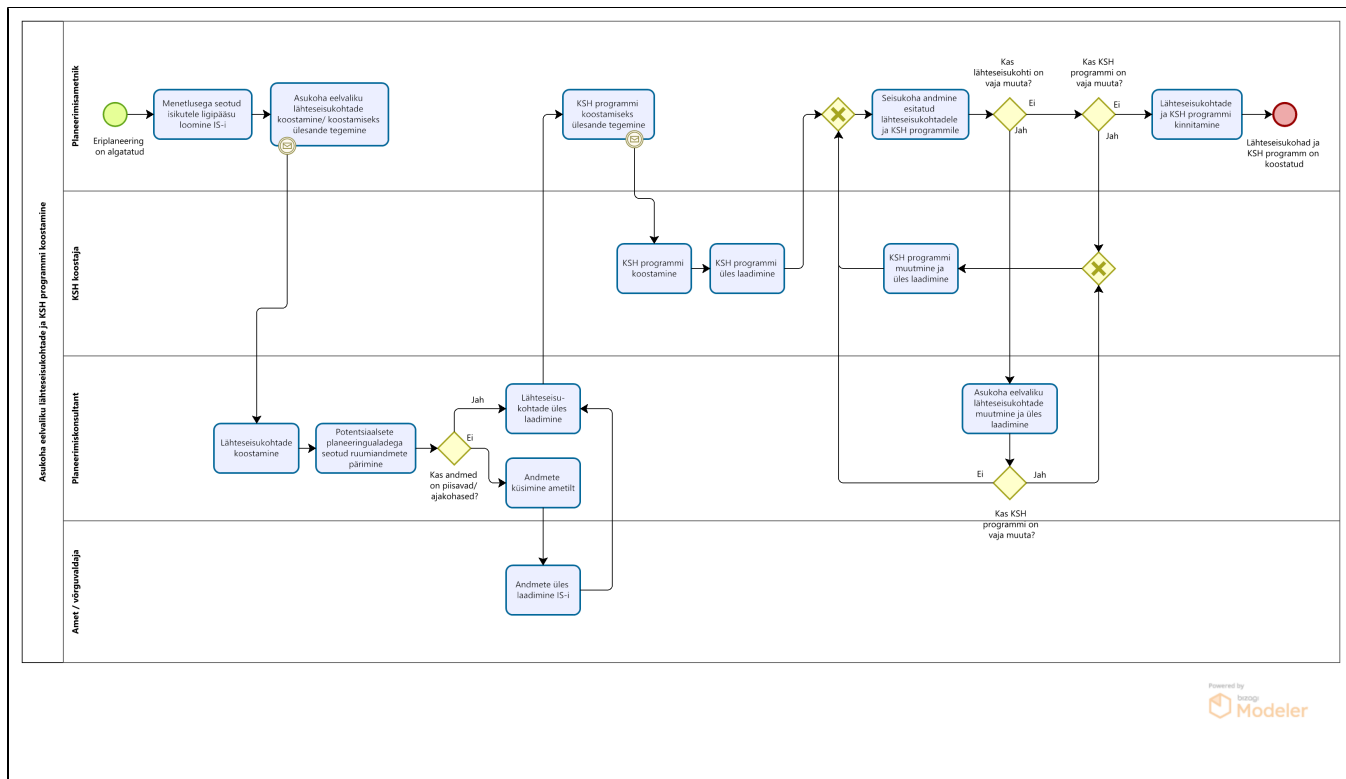 Asukoha eelvaliku lähteseisukohtade ja KSH programmi koostamine
Planeerimisametnik
Eriplaneering
on algatatud
Menetlusega seotud
isikutele ligipääsu
loomine IS-i
Asukoha eelvaliku
lähteseisukohtade
koostamine/ koostamiseks
ülesande tegemine
KSH programmi
koostamiseks
ülesande tegemine
Seisukoha andmine
esitatud
lähteseisukohtadele
ja KSH programmile
Kas
lähteseisukohti on
vaja muuta?
Ei
Jah
Kas KSH
programmi on
vaja muuta?
Ei
Jah
Lähteseisukohtade
ja KSH programmi
kinnitamine
Lähteseisukohad ja
KSH programm on
koostatud
KSH koostaja
KSH programmi
koostamine
KSH programmi
üles laadimine
KSH programmi
muutmine ja
üles laadimine
Planeerimiskonsultant
Lähteseisukohtade
koostamine
Potentsiaalsete
planeeringualadega
seotud ruumiandmete
pärimine
Kas andmed
on piisavad/
ajakohased?
Jah
Ei
Lähteseisu-
kohtade üles
laadimine
Andmete
küsimine ametilt
Asukoha eelvaliku
lähteseisukohtade
muutmine ja üles
laadimine
Ei
Jah
Kas KSH
programmi on
vaja muuta?
Amet / võrguvaldaja
Andmete üles
laadimine IS-i
Powered by
bizagi
Modeler